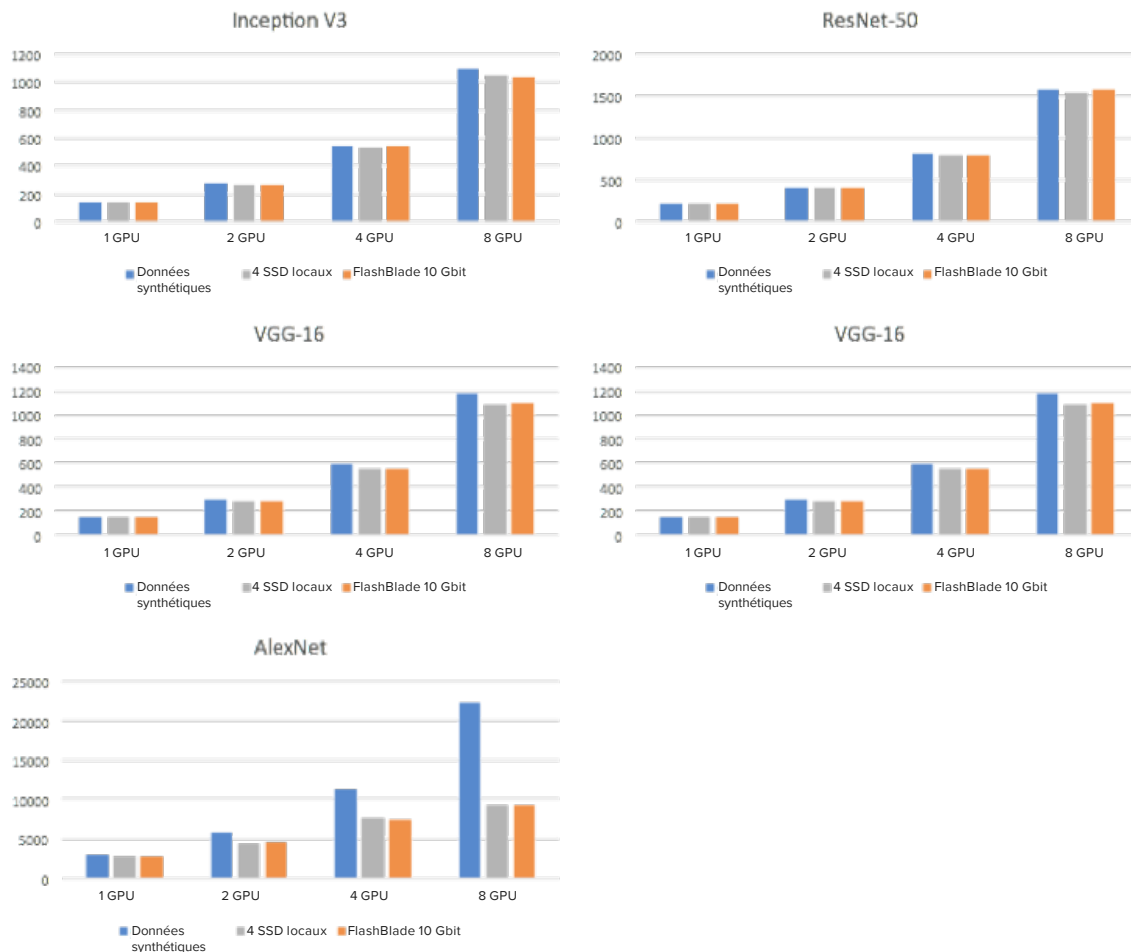 Inception V3
1200
1000
800
600
400
200
0
1 GPU 2 GPU 4 GPU 8 GPU
Données synthétiques 4 SSD locaux FlashBlade 10 Gbit
ResNet-50
2000
1500
1000
500
0
1 GPU 2 GPU 4 GPU 8 GPU
Données synthétiques 4 SSD locaux FlashBlade 10 Gbit
VGG-16
1400
1200
1000
800
600
400
200
0
1 GPU 2 GPU 4 GPU 8 GPU
Données synthétiques 4 SSD locaux FlashBlade 10 Gbit
VGG-16
1400
1200
1000
800
600
400
200
0
1 GPU 2 GPU 4 GPU 8 GPU
Données synthétiques 4 SSD locaux FlashBlade 10 Gbit
AlexNet
25000
20000
15000
10000
5000
0
1 GPU 2 GPU 4 GPU 8 GPU
Données synthétiques 4 SSD locaux FlashBlade 10 Gbit